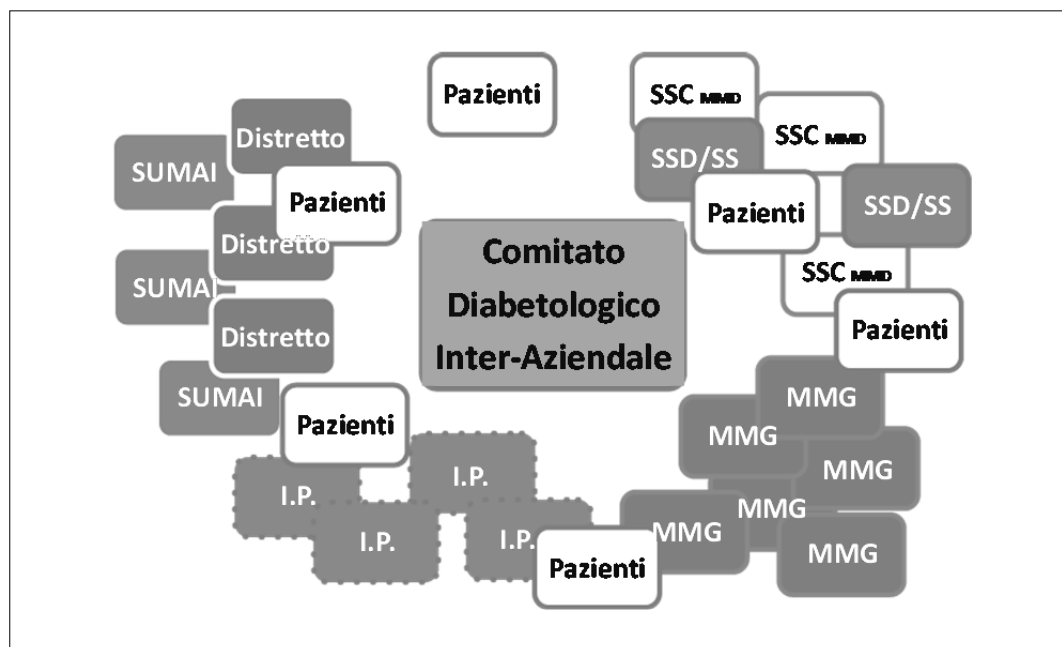 Pazienti
SSC
SSC
SSD/SS
Distretto
SUMAI
Pazienti
Pazienti
SSD/SS
Distretto
Comitato
Diabetologico
Inter-Aziendale
SUMAI
SSC
Distretto
Pazienti
SUMAI
Pazienti
MMG
MMG
MMG
I.P.
I.P.
MMG
I.P.
I.P.
MMG
MMG
Pazienti